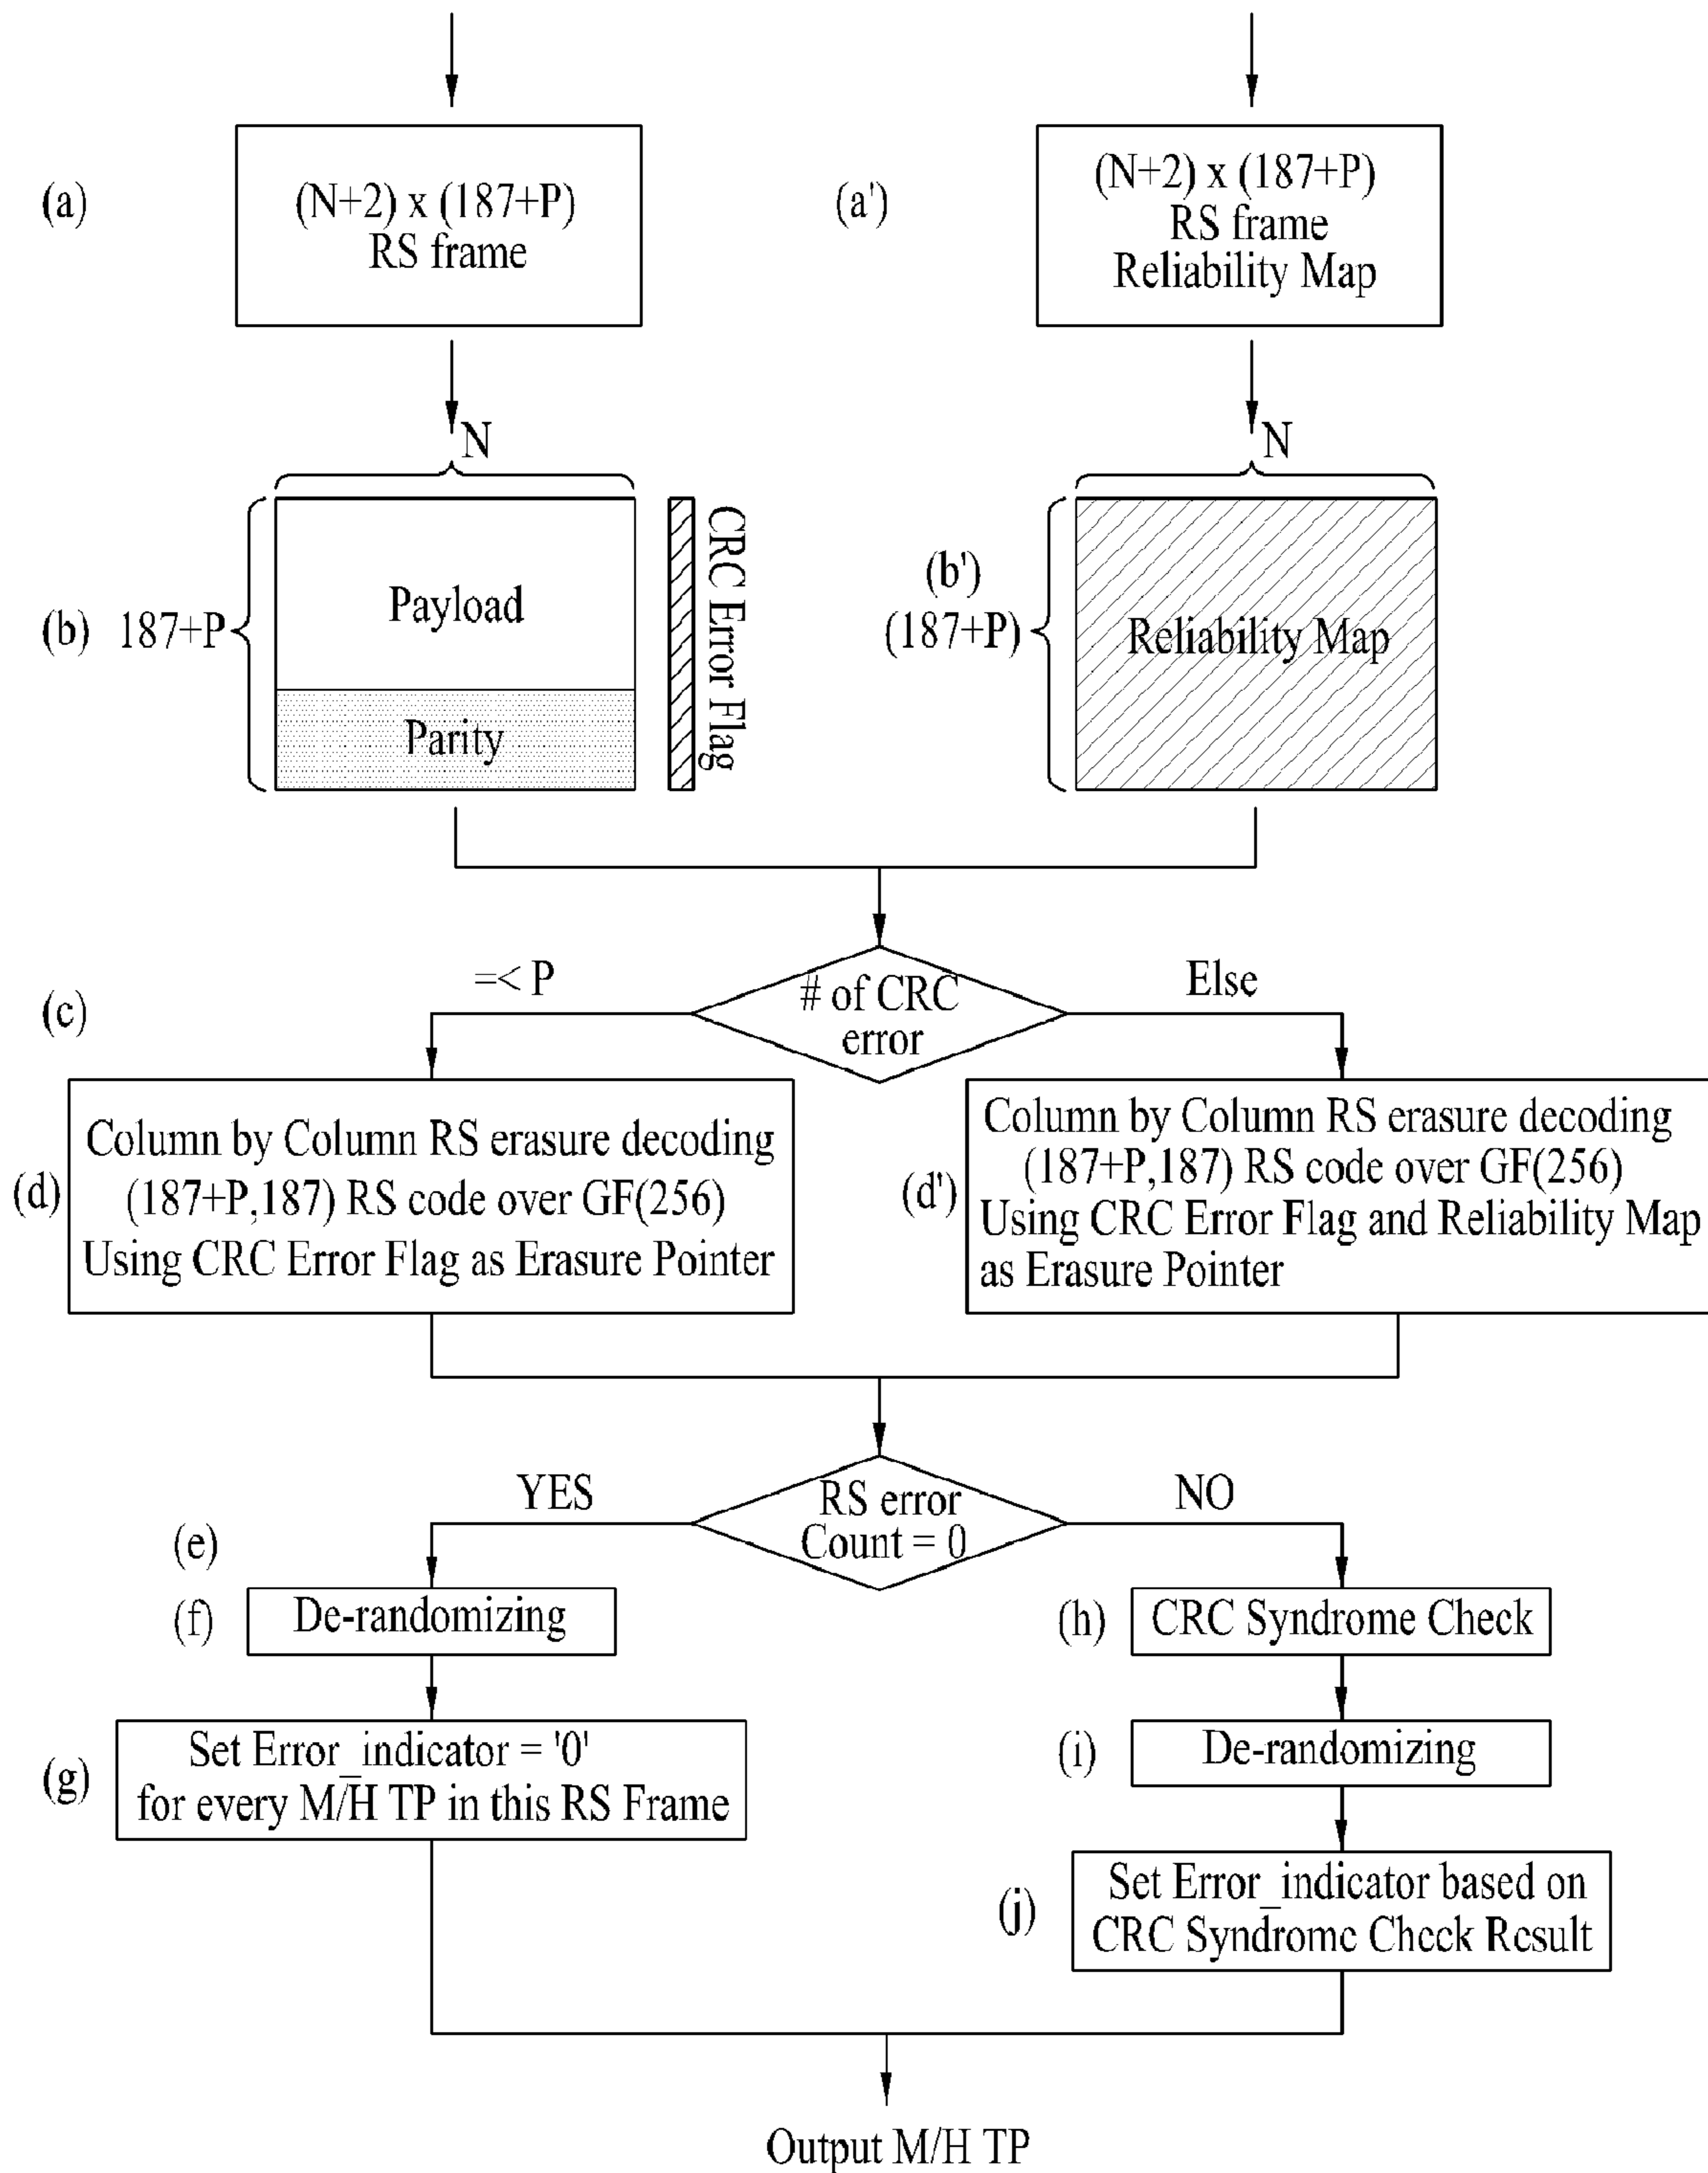 (a)
(N+2) x (187+P)
RS frame
(a')
(N+2) x (187+P)
RS frame
Reliability Map
N
N
(b)
187+P
Payload
Parity
CRC Error Flag
(b')
(187+P)
Reliability Map
(c)
=< P
# of CRC
error
Else
(d)
Column by Column RS erasure decoding
(187+P,187) RS code over GF(256)
Using CRC Error Flag as Erasure Pointer
(d')
Column by Column RS erasure decoding
(187+P,187) RS code over GF(256)
Using CRC Error Flag and Reliability Map
as Erasure Pointer
YES
RS error
Count = 0
NO
(e)
(f)
De-randomizing
(h)
CRC Syndrome Check
(g)
Set Error_indicator = '0'
for every M/H TP in this RS Frame
(i)
De-randomizing
(j)
Set Error_indicator based on
CRC Syndrome Check Result
Output M/H TP